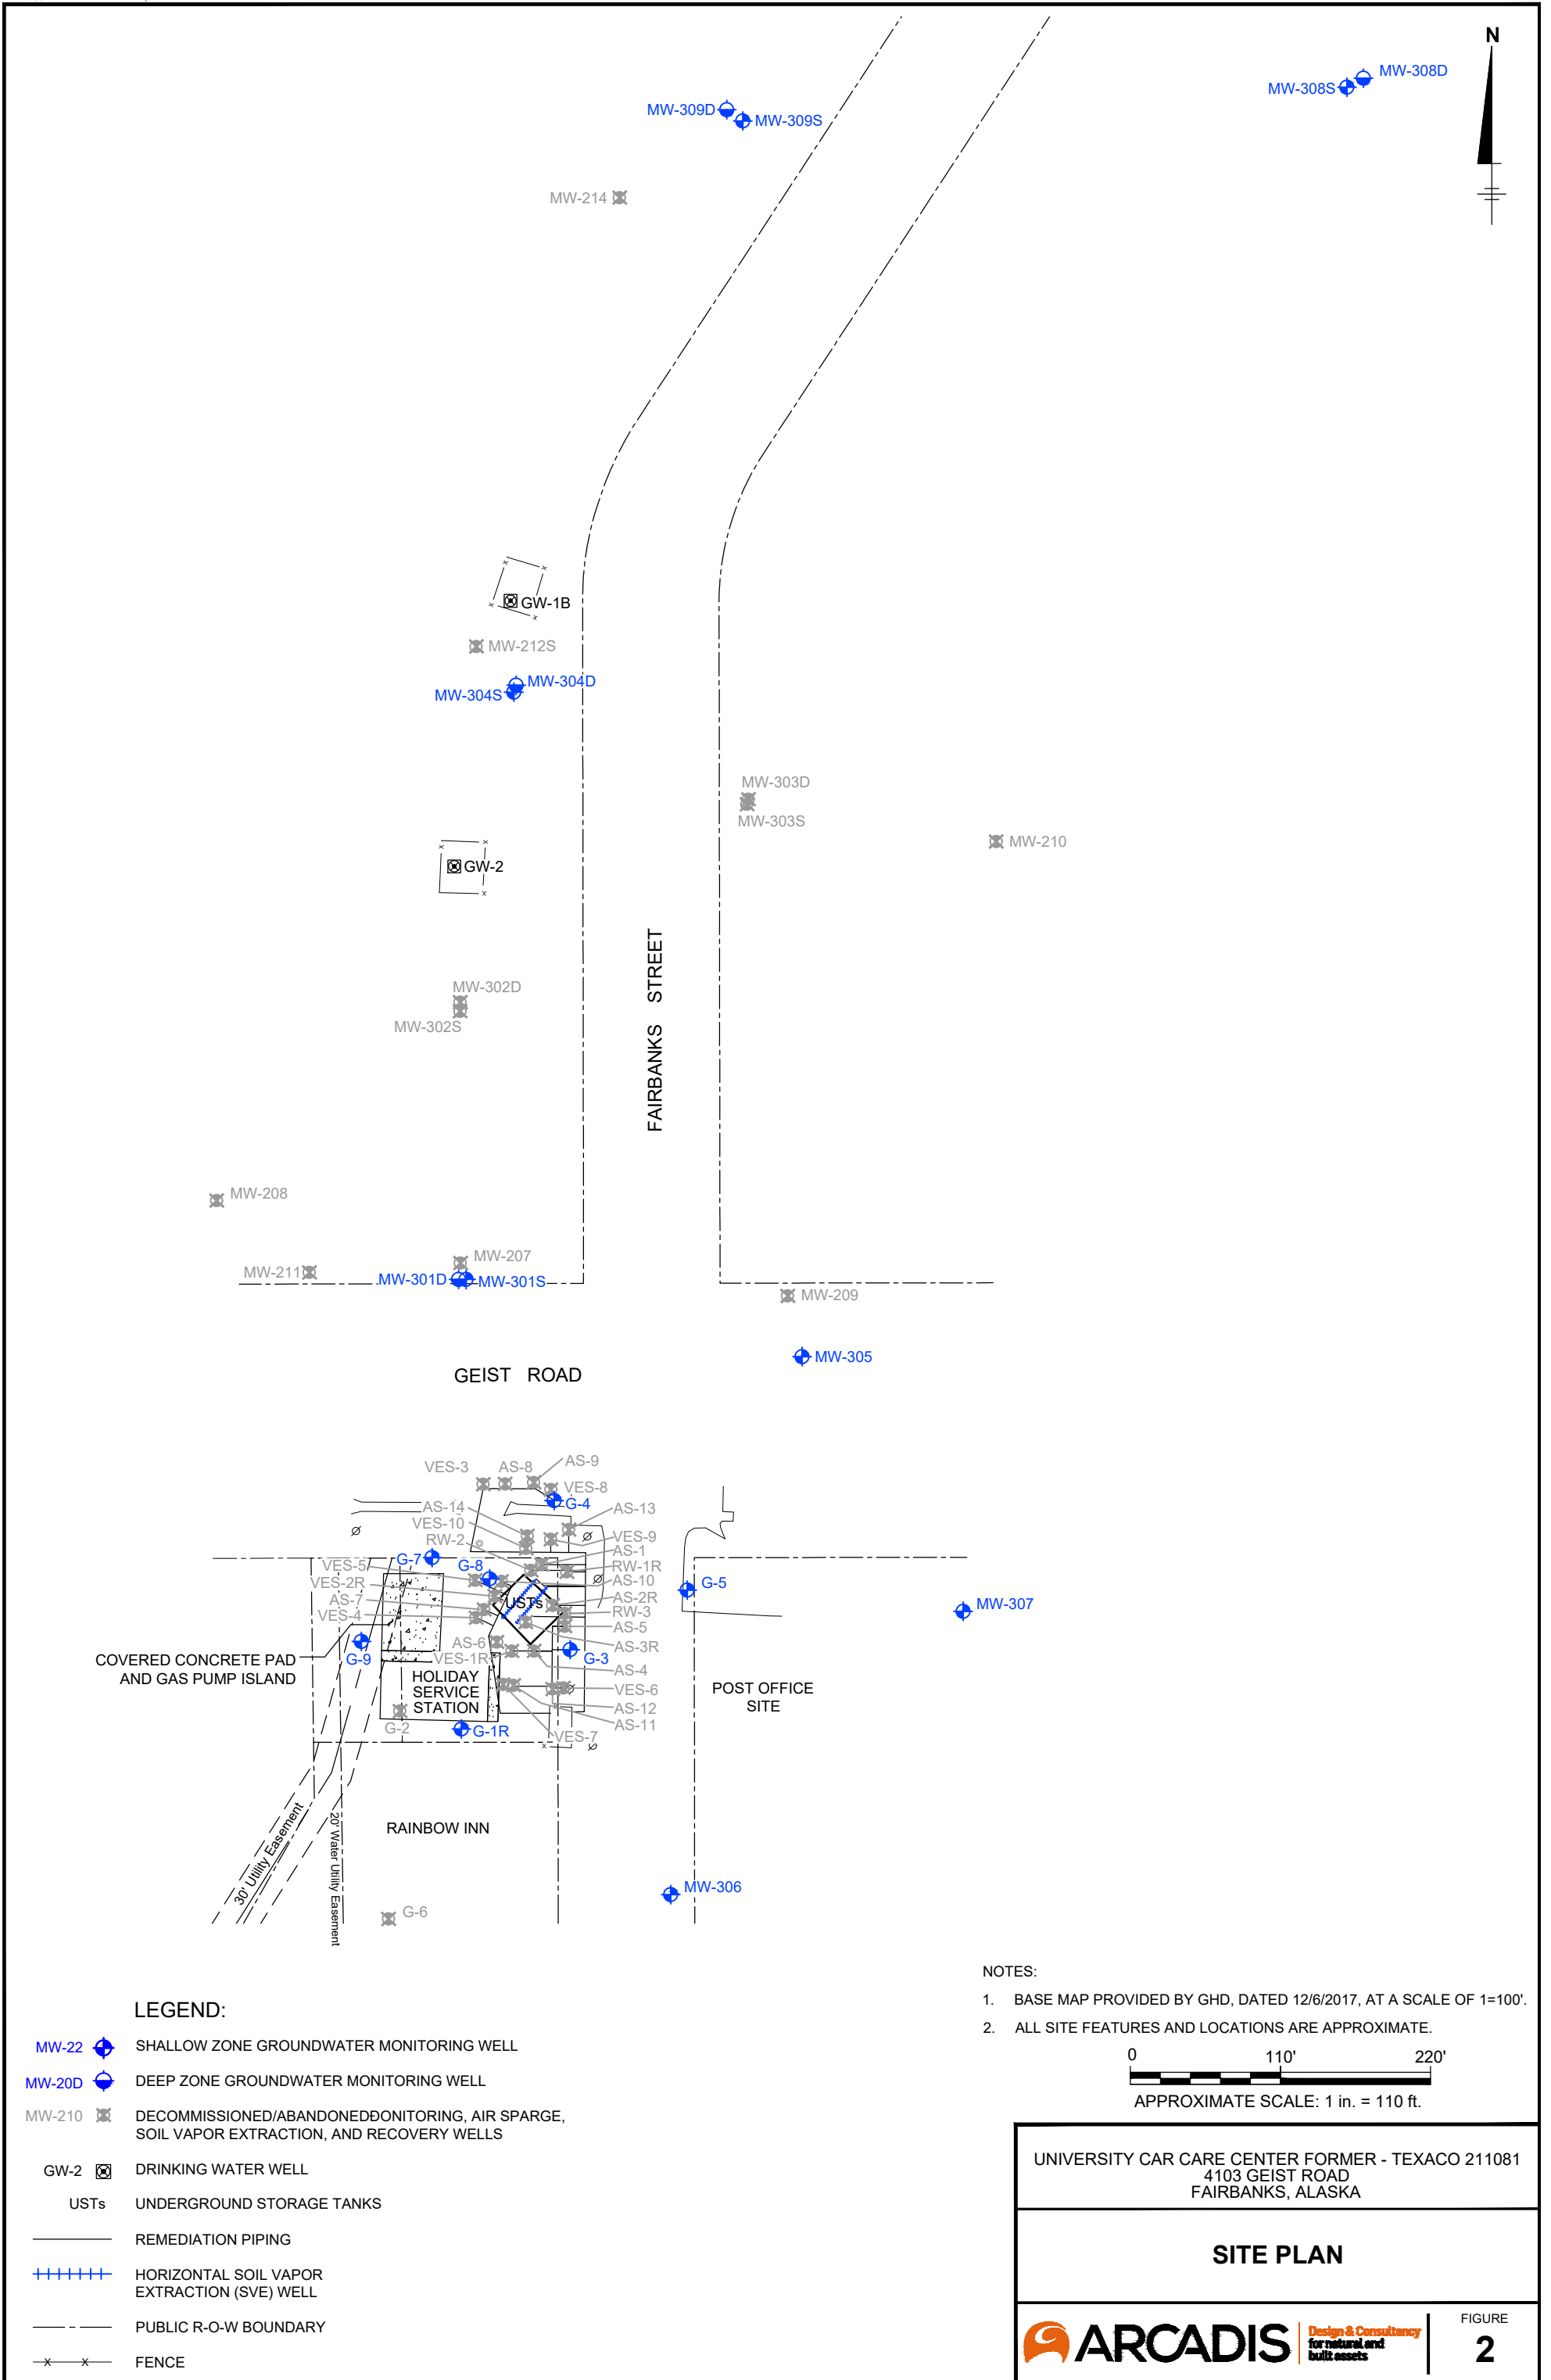 N
MW-308D
MW-308S
MW-309D
MW-309S
MW-214
GW-1B
MW-212S
MW-304D
MW-304S
MW-303D
MW-303S
MW-210
GW-2
FAIRBANKS STREET
MW-302D
MW-302S
MW-208
MW-207
MW-211
MW-301D
MW-301S
MW-209
MW-305
GEIST ROAD
AS-9
VES-3
AS-8
VES-8
G-4
AS-14
AS-13
VES-10
VES-9
RW-2
AS-1
G-7
G-8
RW-1R
VES-5
AS-10
VES-2R
AS-2R
AS-7
USTs
RW-3
VES-4
AS-5
G-5
MW-307
AS-6
AS-3R
VES-1R
G-3
AS-4
G-9
COVERED CONCRETE PAD
AND GAS PUMP ISLAND
HOLIDAY
SERVICE
STATION
VES-6
AS-12
AS-11
POST OFFICE
SITE
G-2
G-1R
VES-7
30' Utility Easement
20' Water Utility Easement
RAINBOW INN
MW-306
G-6
NOTES:
1. BASE MAP PROVIDED BY GHD, DATED 12/6/2017, AT A SCALE OF 1=100'.
2. ALL SITE FEATURES AND LOCATIONS ARE APPROXIMATE.
0 110' 220'
APPROXIMATE SCALE: 1 in. = 110 ft.
LEGEND:
MW-22 SHALLOW ZONE GROUNDWATER MONITORING WELL
MW-20D DEEP ZONE GROUNDWATER MONITORING WELL
MW-210 DECOMMISSIONED/ABANDONEDĐONITORING, AIR SPARGE,
SOIL VAPOR EXTRACTION, AND RECOVERY WELLS
GW-2 DRINKING WATER WELL
USTs UNDERGROUND STORAGE TANKS
REMEDIATION PIPING
HORIZONTAL SOIL VAPOR
EXTRACTION (SVE) WELL
PUBLIC R-O-W BOUNDARY
x x FENCE
UNIVERSITY CAR CARE CENTER FORMER - TEXACO 211081
4103 GEIST ROAD
FAIRBANKS, ALASKA
SITE PLAN
ARCADIS
Design & Consultancy
for natural and
built assets
FIGURE
2